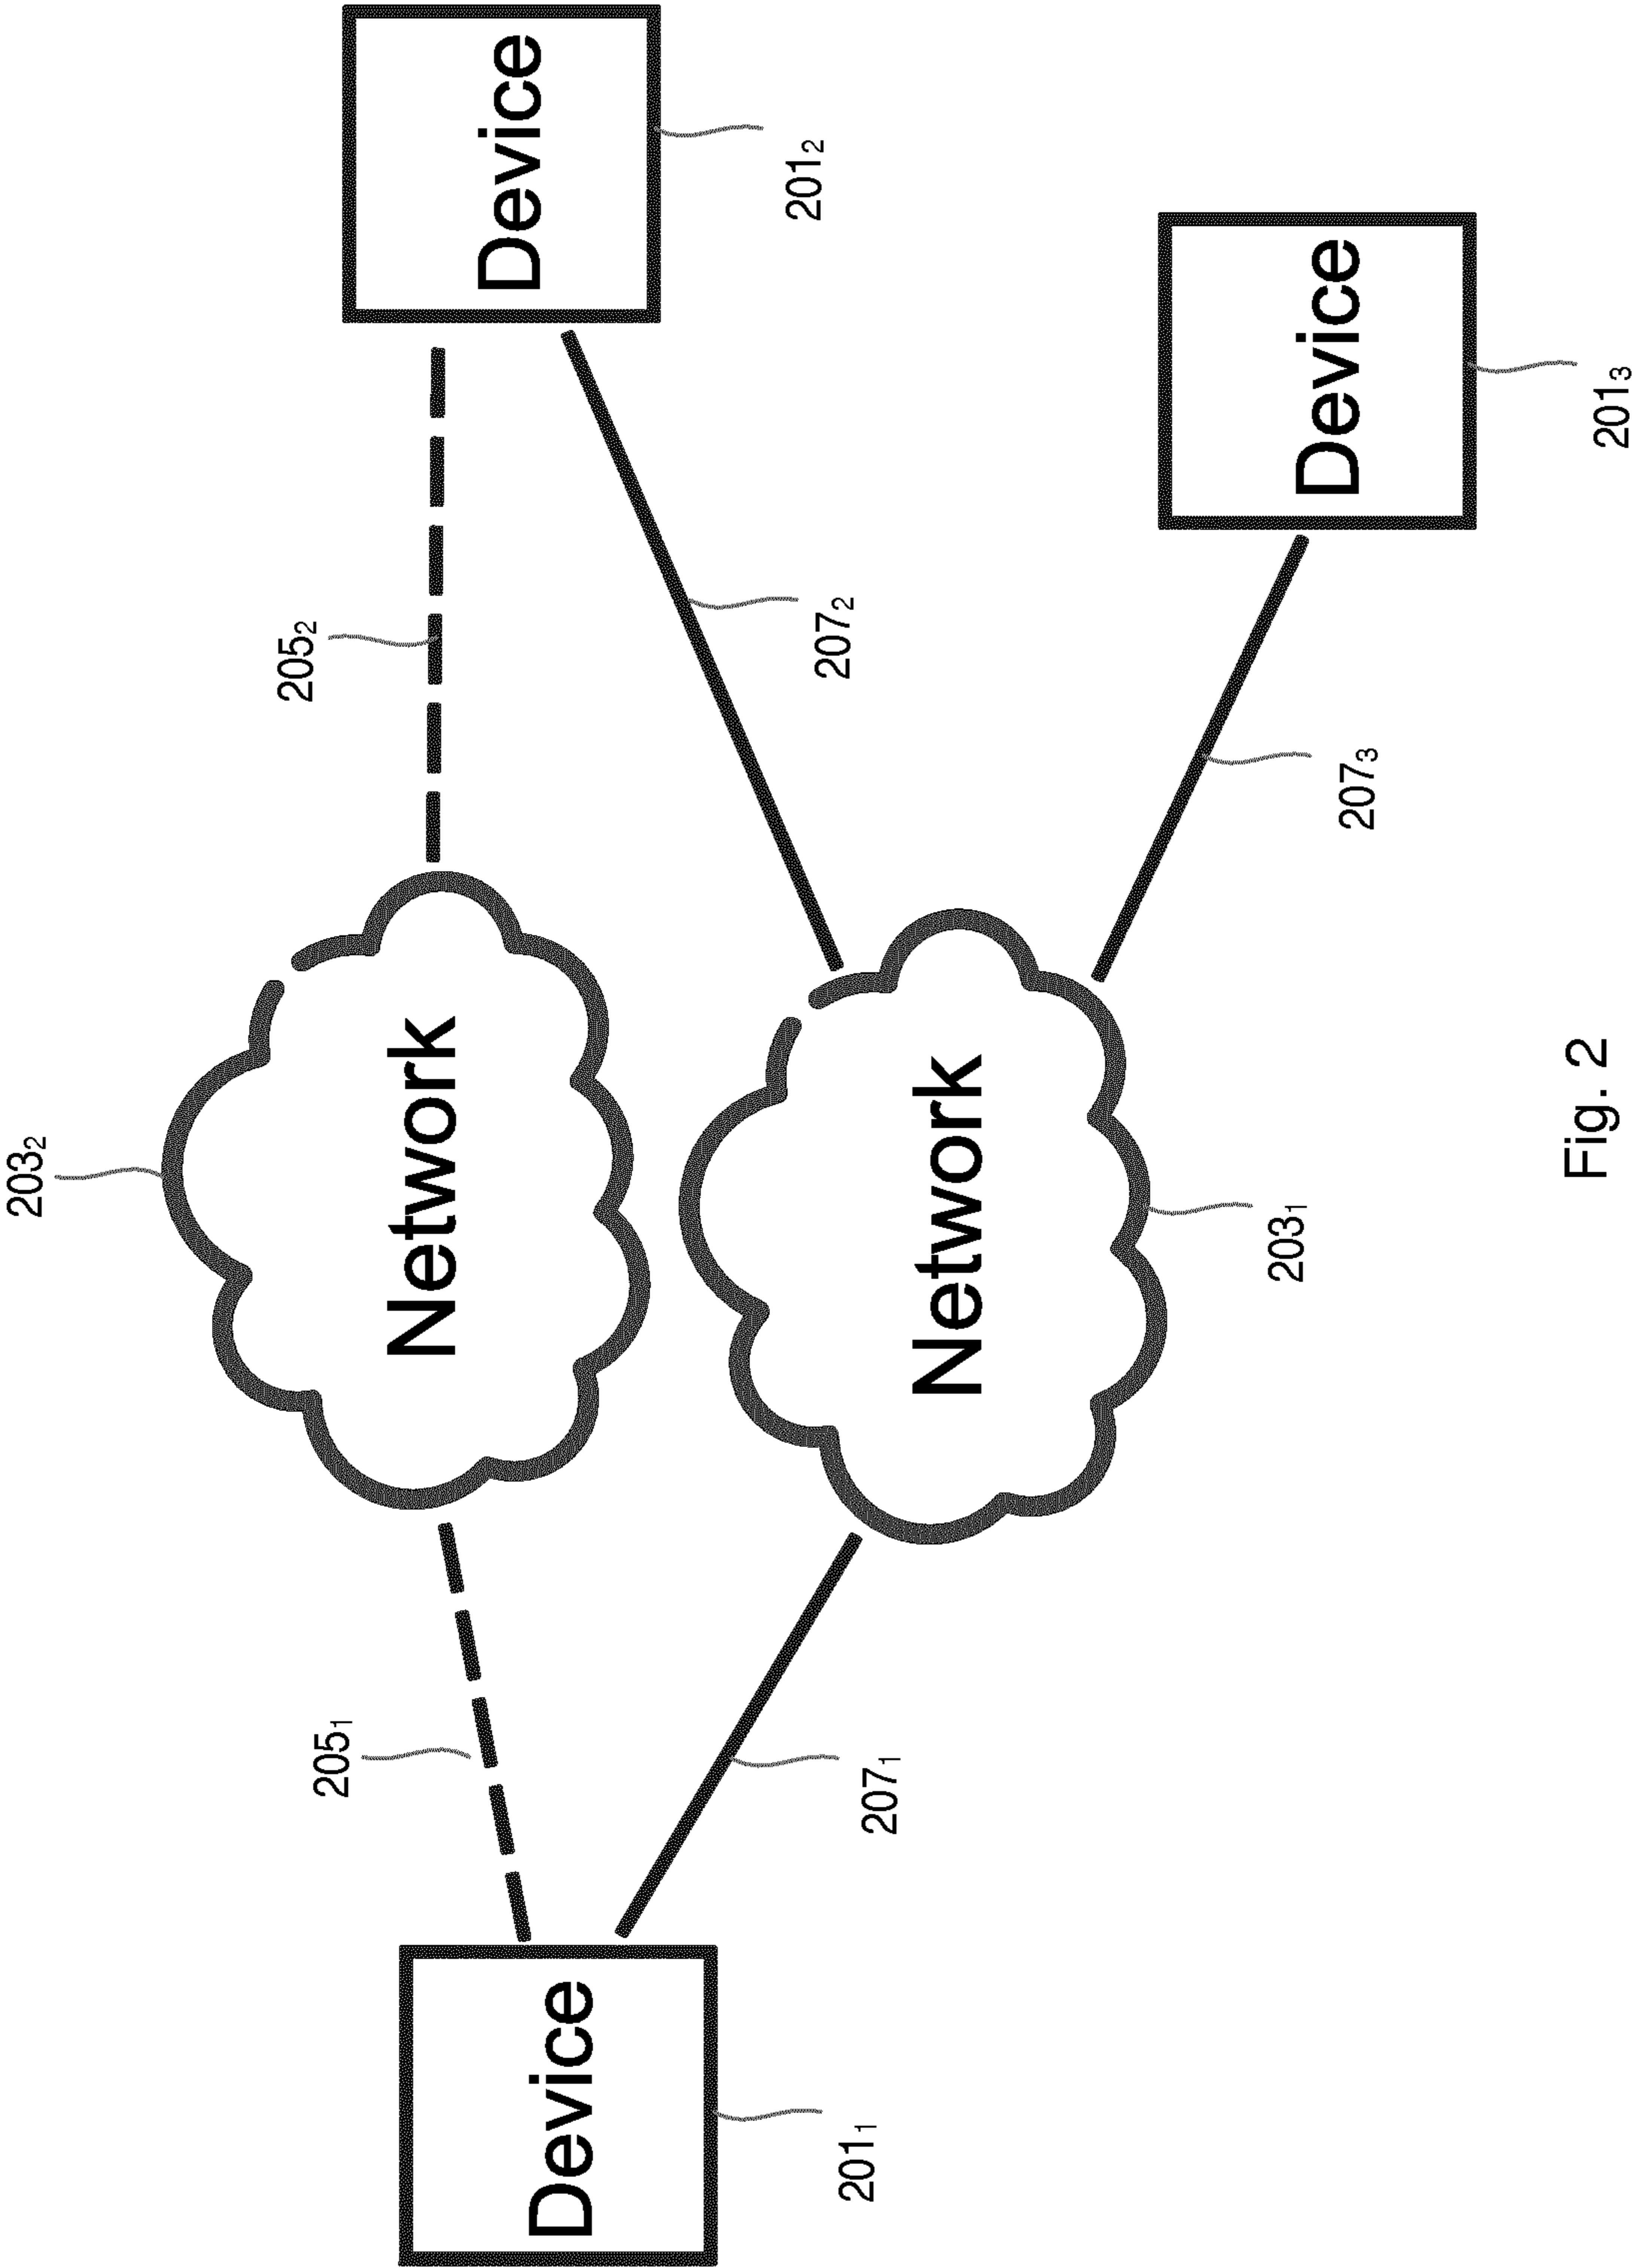 203₂
205₁
205₂
Network
Device
Device
207₁
207₂
201₂
Network
201₁
203₁
207₃
Device
201₃
Fig. 2